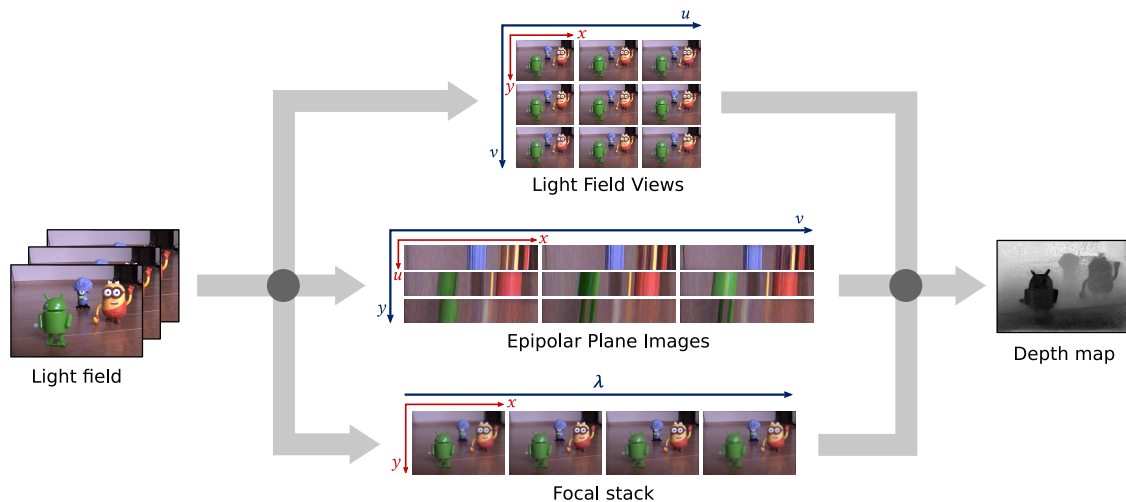 u
x
y
v
Light Field Views
v
x
u
y
Epipolar Plane Images
Light field
Depth map
λ
x
y
Focal stack